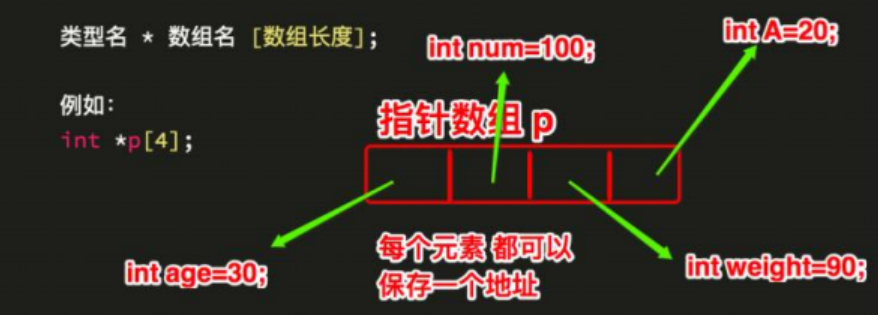 类型名 * 数组名 [数组长度];
int num=100;
int A=20;
例如:
int *p[4];
指针数组 p
int age=30;
每个元素 都可以
保存一个地址
int weight=90;